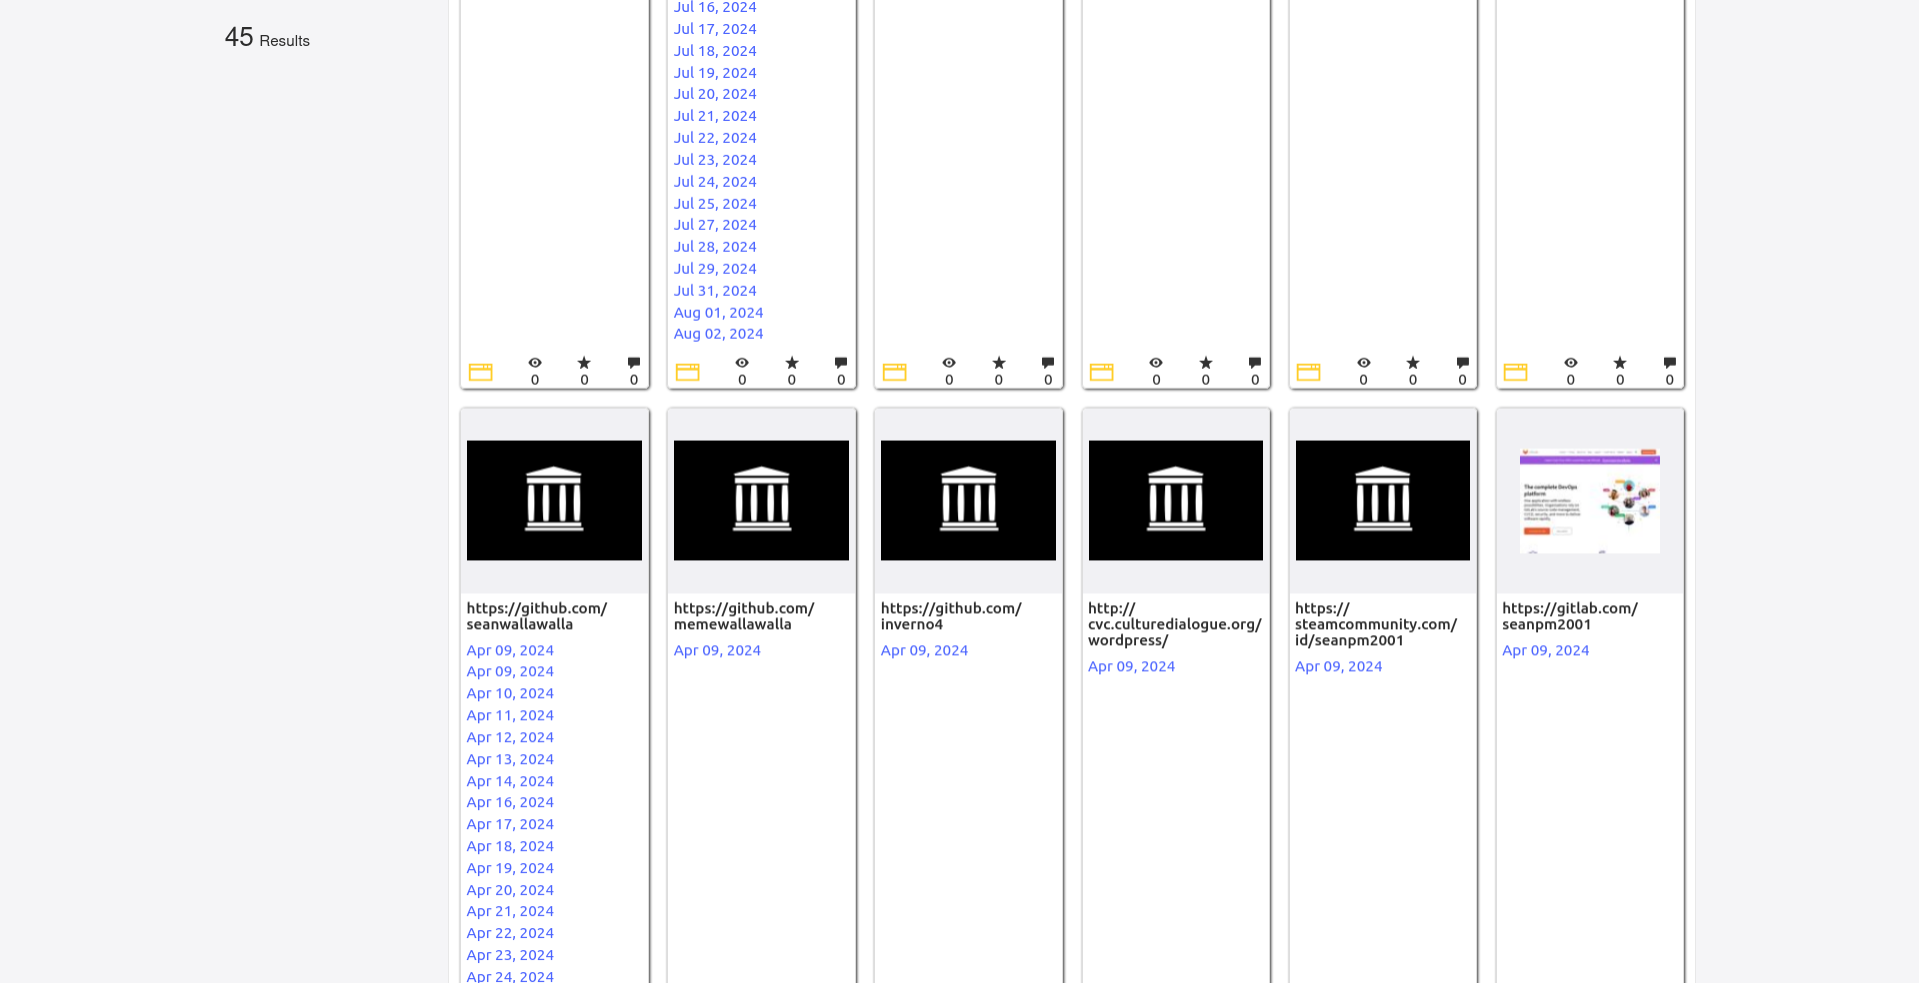 45 Results
Jul 16, 2024
Jul 17, 2024
Jul 18, 2024
Jul 19, 2024
Jul 20, 2024
Jul 21, 2024
Jul 22, 2024
Jul 23, 2024
Jul 24, 2024
Jul 25, 2024
Jul 27, 2024
Jul 28, 2024
Jul 29, 2024
Jul 31, 2024
Aug 01, 2024
Aug 02, 2024
0 0 0
0 0 0
0 0 0
0 0 0
0 0 0
0 0 0
https://github.com/
seanwallawalla
Apr 09, 2024
Apr 09, 2024
Apr 10, 2024
Apr 11, 2024
Apr 12, 2024
Apr 13, 2024
Apr 14, 2024
Apr 16, 2024
Apr 17, 2024
Apr 18, 2024
Apr 19, 2024
Apr 20, 2024
Apr 21, 2024
Apr 22, 2024
Apr 23, 2024
Apr 24, 2024
https://github.com/
memewallawalla
Apr 09, 2024
https://github.com/
inverno4
Apr 09, 2024
http://
cvc.culturedialogue.org/
wordpress/
Apr 09, 2024
https://
steamcommunity.com/
id/seanpm2001
Apr 09, 2024
The complete DevOps
platform
https://gitlab.com/
seanpm2001
Apr 09, 2024